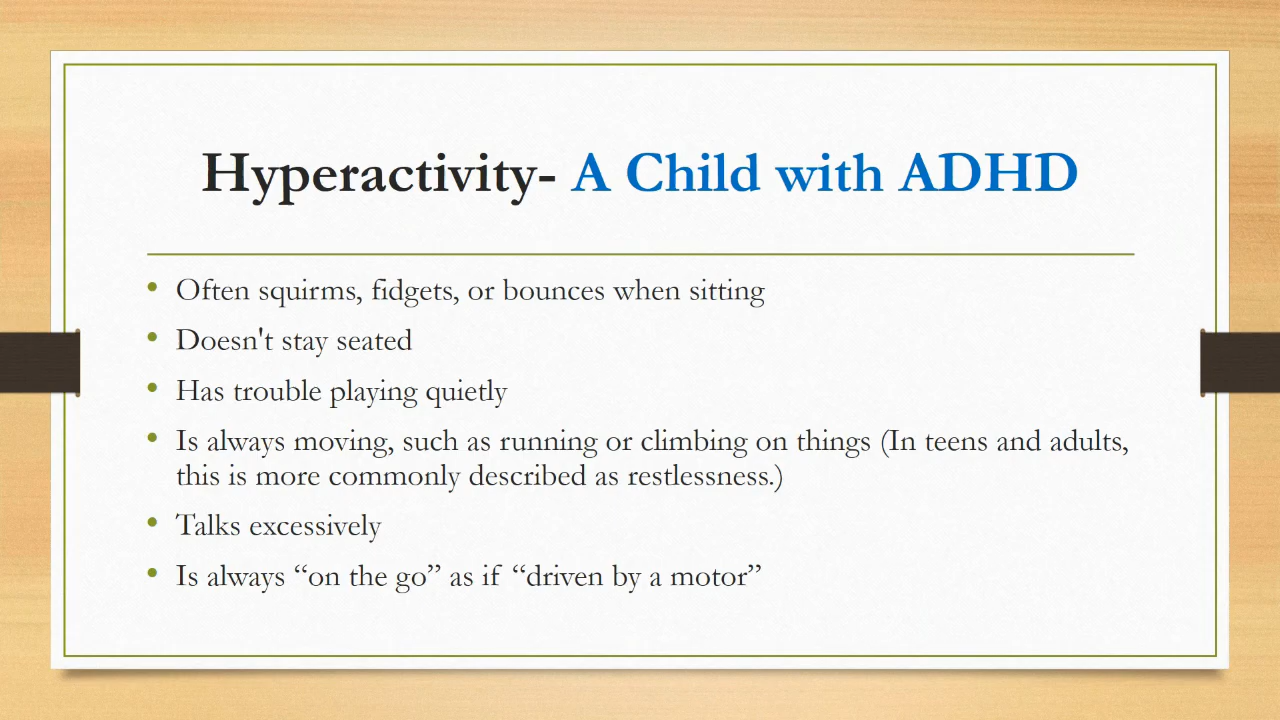 Hyperactivity- A Child with ADHD
• Often squirms, fidgets, or bounces when sitting
• Doesn't stay seated
• Has trouble playing quietly
• Is always moving, such as running or climbing on things (In teens and adults,
this is more commonly described as restlessness.)
• Talks excessively
• Is always “on the go” as if “driven by a motor”